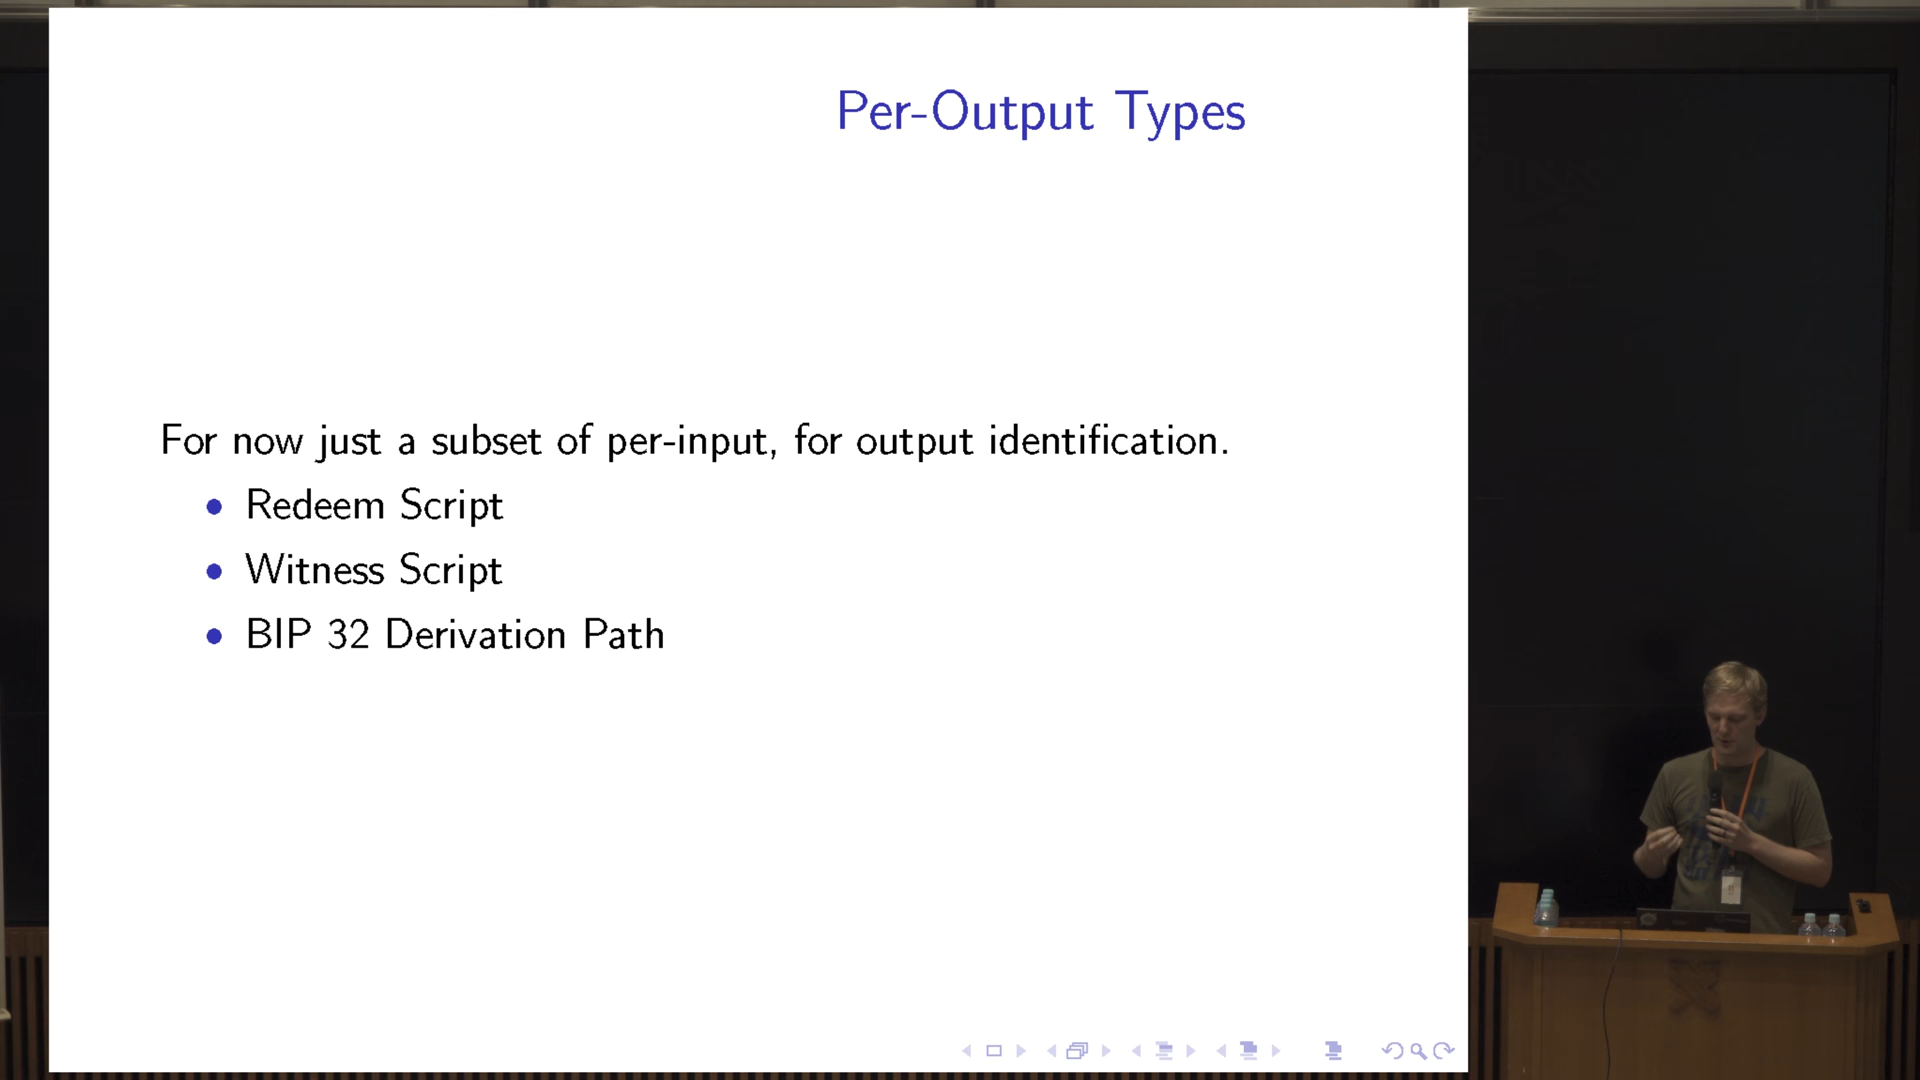 Per-Output Types
For now just a subset of per-input, for output identification.
Redeem Script
Witness Script
BIP 32 Derivation Path